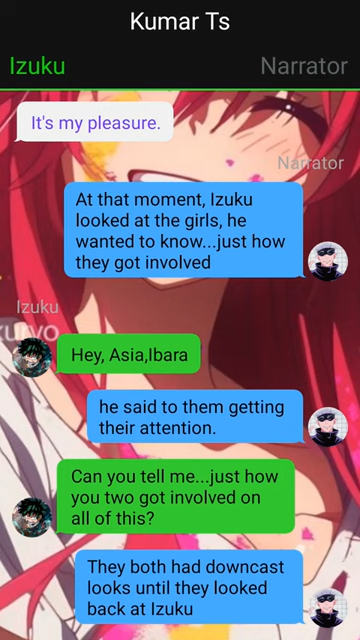 Kumar Ts
Izuku
Narrator
It's my pleasure.
Narrator
At that moment, Izuku
looked at the girls, he
wanted to know...just how
they got involved
Izuku
Hey, Asia,Ibara
he said to them getting
their attention.
Can you tell me...just how
you two got involved on
all of this?
They both had downcast
looks until they looked
back at Izuku